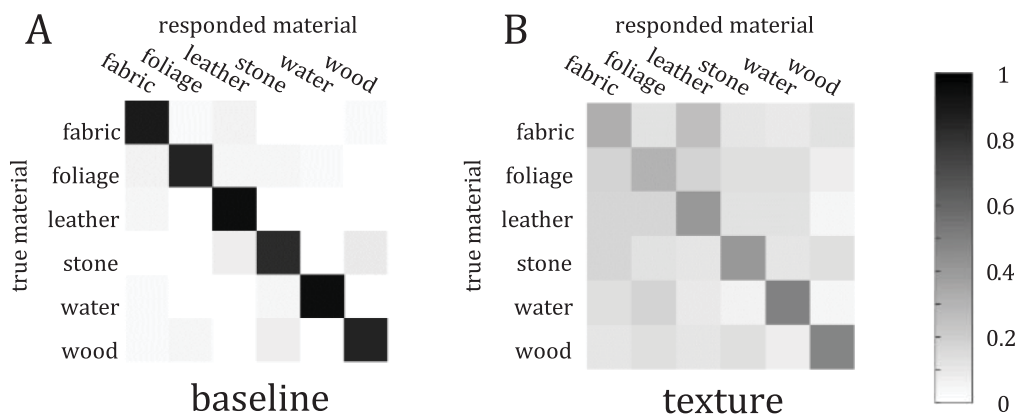 A
responded material
fabric
foliage
leather
stone
water
wood
true material
fabric
foliage
leather
stone
water
wood
baseline
B
responded material
fabric
foliage
leather
stone
water
wood
true material
fabric
foliage
leather
stone
water
wood
texture
1
0.8
0.6
0.4
0.2
0